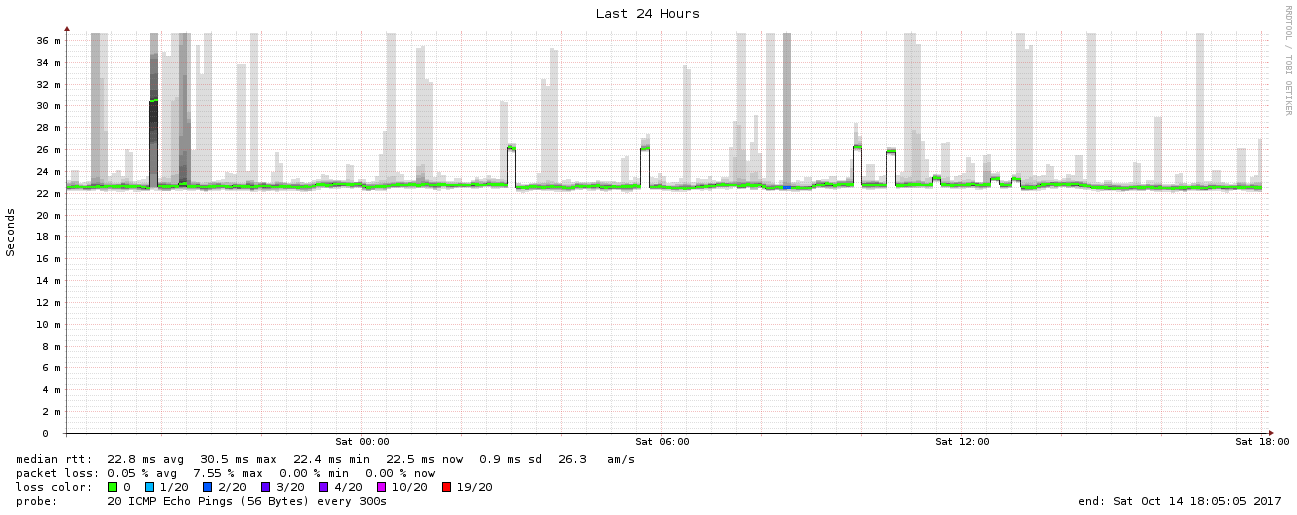 Last 24 Hours
RRDTOOL / TOBI OETIKER
36 m
34 m
32 m
30 m
28 m
26 m
24 m
22 m
20 m
18 m
16 m
14 m
12 m
10 m
8 m
6 m
4 m
2 m
0
Seconds
Sat 00:00 Sat 06:00 Sat 12:00 Sat 18:00
median rtt: 22.8 ms avg 30.5 ms max 22.4 ms min 22.5 ms now 0.9 ms sd 26.3 am/s
packet loss: 0.05 % avg 7.55 % max 0.00 % min 0.00 % now
loss color: 0 1/20 2/20 3/20 4/20 10/20 19/20
probe: 20 ICMP Echo Pings (56 Bytes) every 300s end: Sat Oct 14 18:05:05 2017